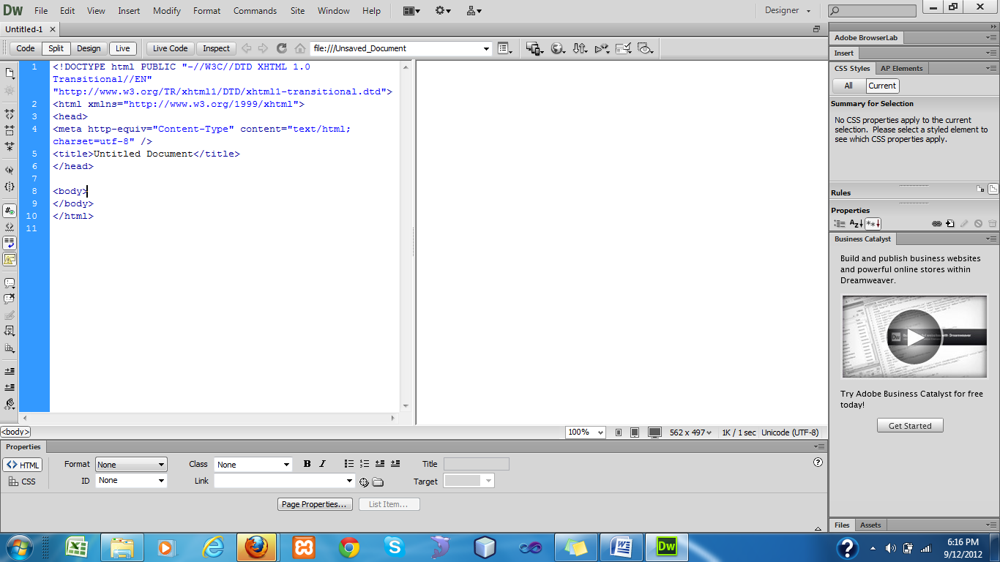 Dw File Edit View Insert Modify Format Commands Site Window Help Designer
Untitled-1
Code Split Design Live Live Code Inspect file:///Unsaved_Document
1 <!DOCTYPE html PUBLIC "-//W3C//DTD XHTML 1.0
Transitional//EN"
"http://www.w3.org/TR/xhtml1/DTD/xhtml1-transitional.dtd">
2 <html xmlns="http://www.w3.org/1999/xhtml">
3 <head>
4 <meta http-equiv="Content-Type" content="text/html;
charset=utf-8" />
5 <title>Untitled Document</title>
6 </head>
7
8 <body>
9 </body>
10 </html>
11
<body>
100% 562 x 497 1K / 1 sec Unicode (UTF-8)
Properties
HTML Format None Class None B I Title
CSS ID None Link Target
Page Properties... List Item...
Adobe BrowserLab
Insert
CSS Styles AP Elements
All Current
Summary for Selection
No CSS properties apply to the current
selection. Please select a styled element to
see which CSS properties apply.
Rules
Properties
Business Catalyst
Build and publish business websites
and powerful online stores within
Dreamweaver.
Try Adobe Business Catalyst for free
today!
Get Started
Files Assets
Dw
6:16 PM
9/12/2012